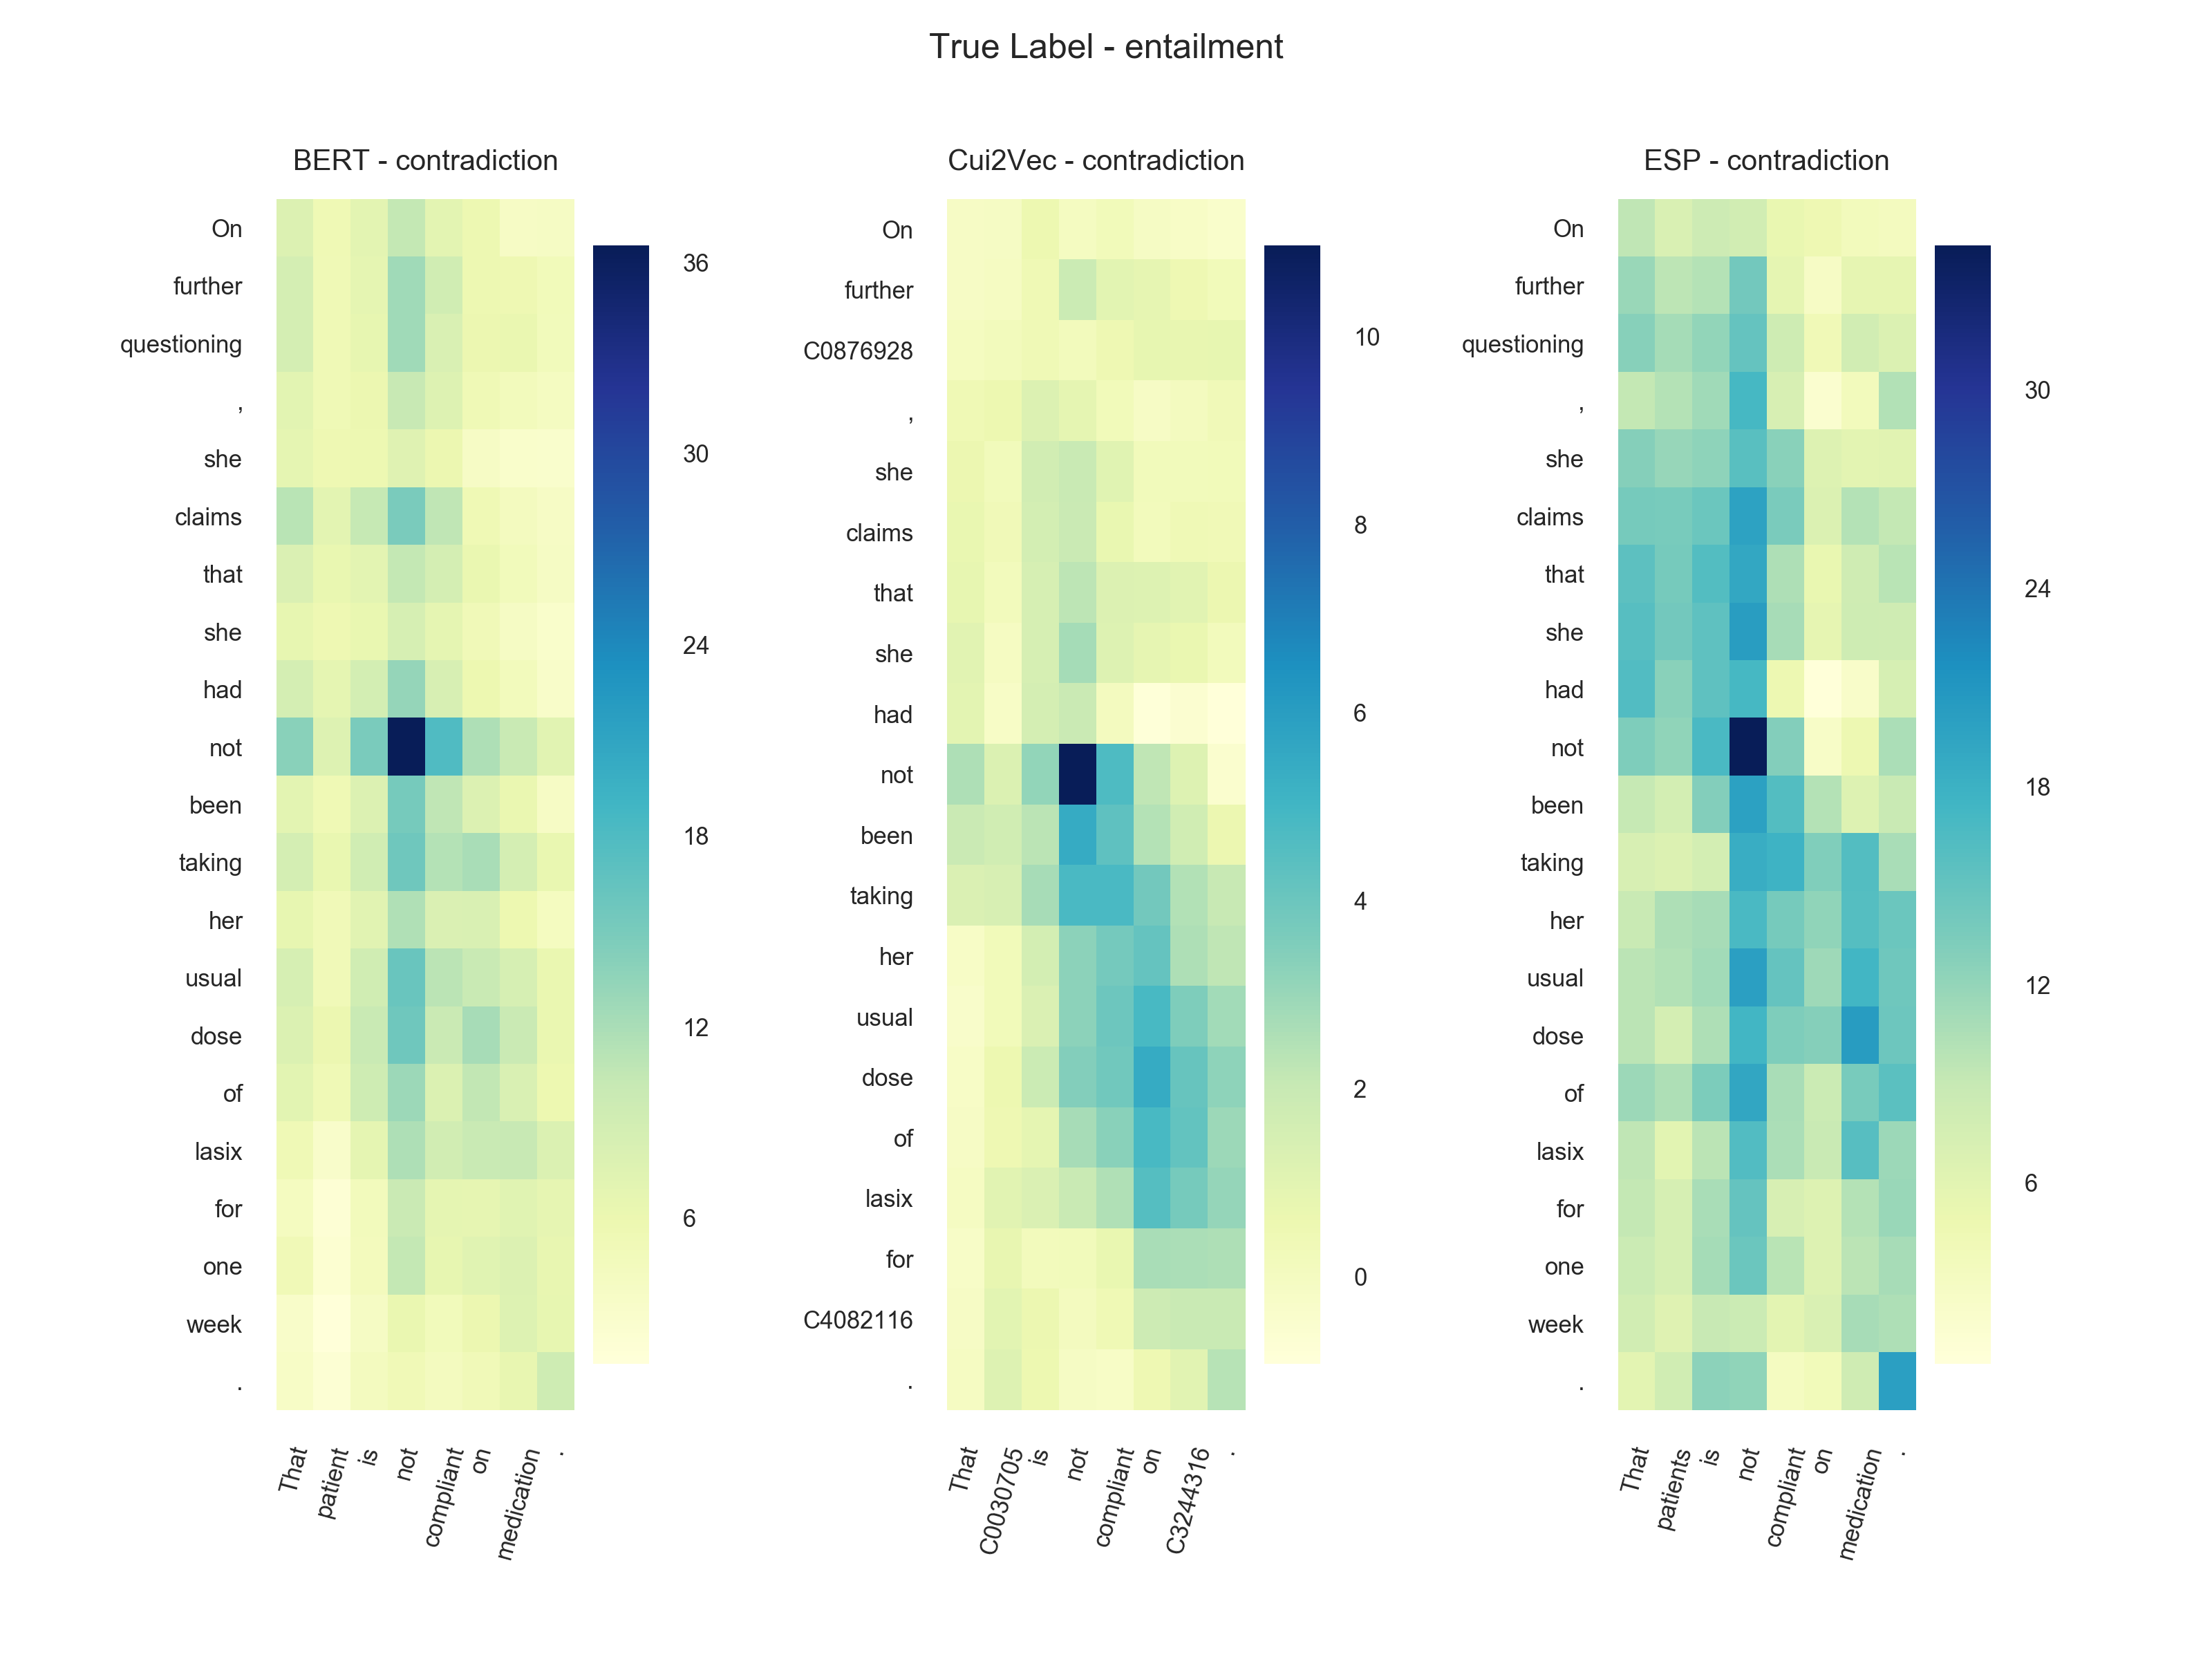 True Label - entailment
BERT - contradiction
On
further
questioning
,
she
claims
that
she
had
not
been
taking
her
usual
dose
of
lasix
for
one
week
.
That
patient
is
not
compliant
on
medication
.
36
30
24
18
12
6
Cui2Vec - contradiction
On
further
C0876928
,
she
claims
that
she
had
not
been
taking
her
usual
dose
of
lasix
for
C4082116
.
That
C0030705
is
not
compliant
on
C3244316
.
10
8
6
4
2
0
ESP - contradiction
On
further
questioning
,
she
claims
that
she
had
not
been
taking
her
usual
dose
of
lasix
for
one
week
.
That
patients
is
not
compliant
on
medication
.
30
24
18
12
6